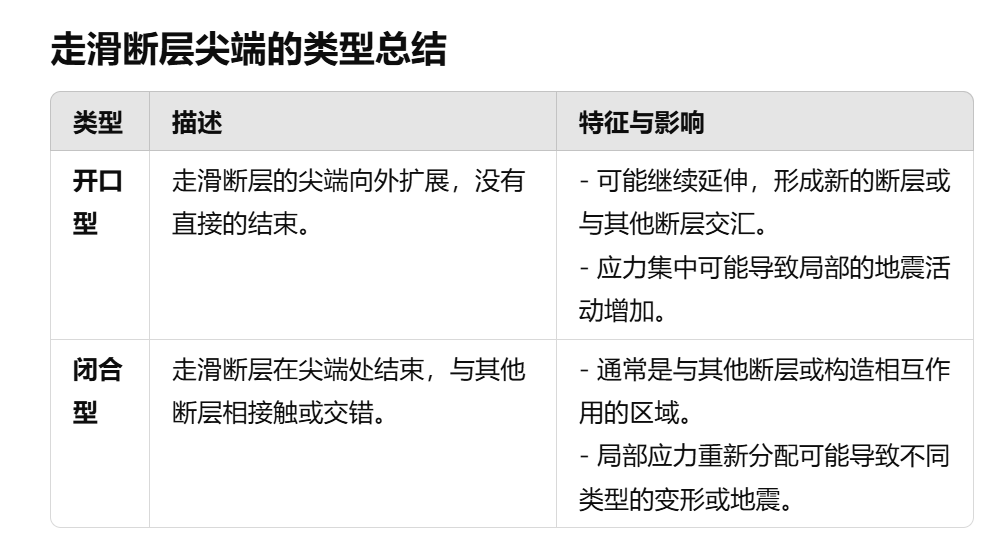 走滑断层尖端的类型总结
类型
描述
特征与影响
开口
型
走滑断层的尖端向外扩展，没有
直接的结束。
- 可能继续延伸，形成新的断层或
与其他断层交汇。
- 应力集中可能导致局部的地震活
动增加。
闭合
型
走滑断层在尖端处结束，与其他
断层相接触或交错。
- 通常是与其他断层或构造相互作
用的区域。
- 局部应力重新分配可能导致不同
类型的变形或地震。